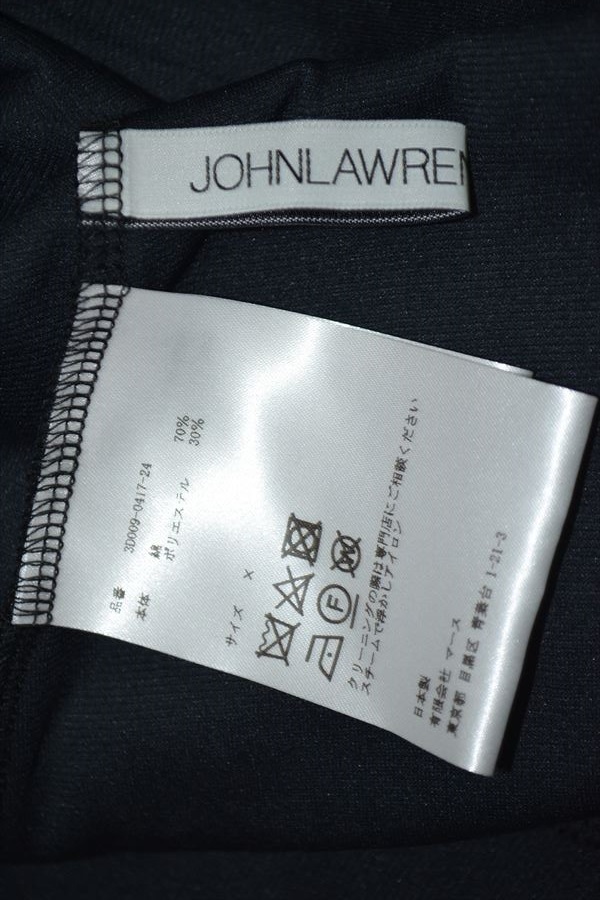 JOHNLAWREN
品番 3D009-0417-24
本体 綿 70%
ポリエステル 30%
サイズ ×
F
W
クリーニングの際は専門店にご相談ください
スチームで浮かしアイロン
日本製
有限会社 マース
東京都 目黒区 青葉台 1-21-3